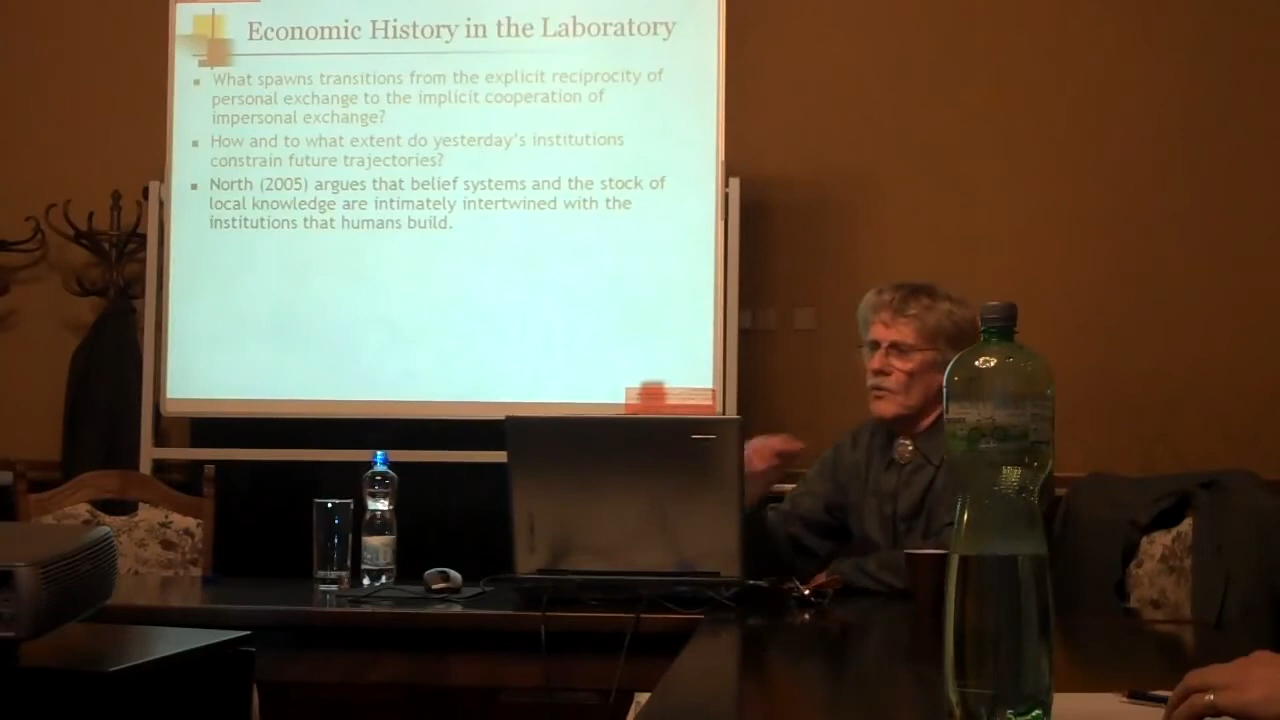 Economic History in the Laboratory
What spawns transitions from the explicit reciprocity of
personal exchange to the implicit cooperation of
impersonal exchange?
How and to what extent do yesterday's institutions
constrain future trajectories?
North (2005) argues that belief systems and the stock of
local knowledge are intimately intertwined with the
institutions that humans build.